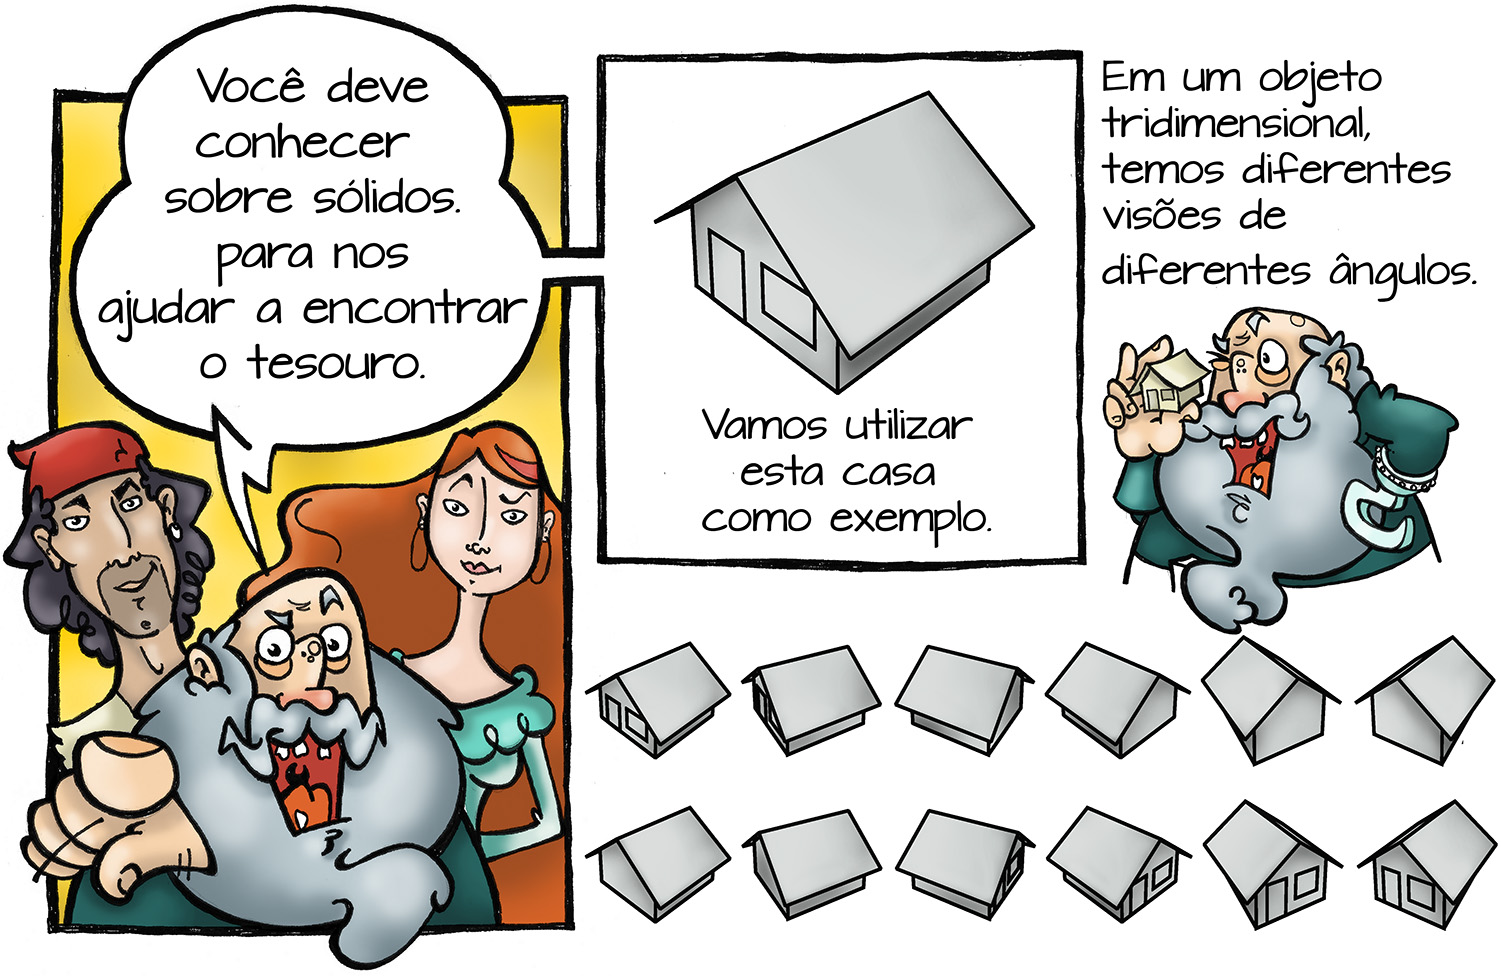 Você deve
conhecer
sobre sólidos.
para nos
ajudar a encontrar
o tesouro.
Vamos utilizar
esta casa
como exemplo.
Em um objeto
tridimensional,
temos diferentes
visões de
diferentes ângulos.